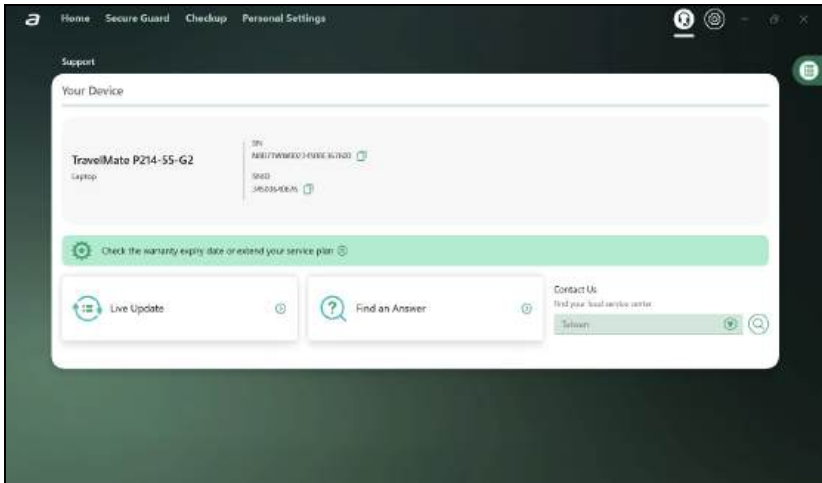 a Home Secure Guard Checkup Personal Settings
Support
Your Device
TravelMate P214-55-G2
Laptop
SN
SNID
Check the warranty expiry date or extend your service plan
Live Update
Find an Answer
Contact Us
Find your local service center
Taiwan